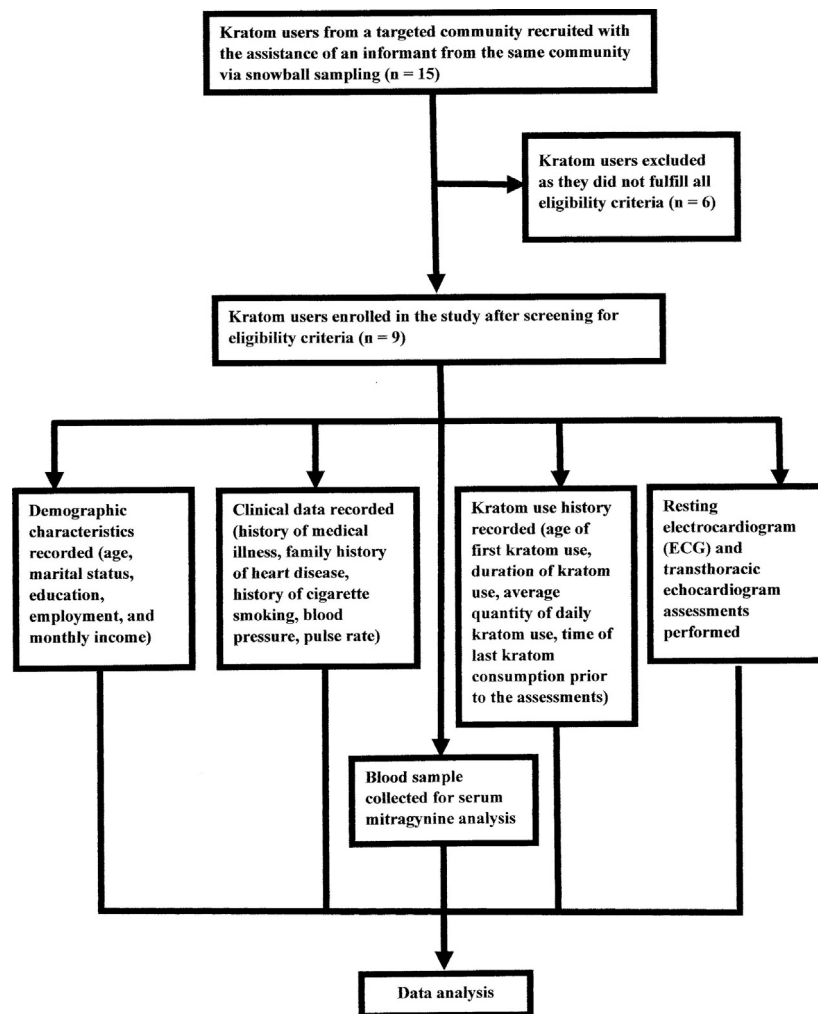 Kratom users from a targeted community recruited with
the assistance of an informant from the same community
via snowball sampling (n = 15)
Kratom users excluded
as they did not fulfill all
eligibility criteria (n = 6)
Kratom users enrolled in the study after screening for
eligibility criteria (n = 9)
Demographic
characteristics
recorded (age,
marital status,
education,
employment, and
monthly income)
Clinical data recorded
(history of medical
illness, family history
of heart disease,
history of cigarette
smoking, blood
pressure, pulse rate)
Kratom use history
recorded (age of
first kratom use,
duration of kratom
use, average
quantity of daily
kratom use, time of
last kratom
consumption prior
to the assessments)
Resting
electrocardiogram
(ECG) and
transthoracic
echocardiogram
assessments
performed
Blood sample
collected for serum
mitragynine analysis
Data analysis